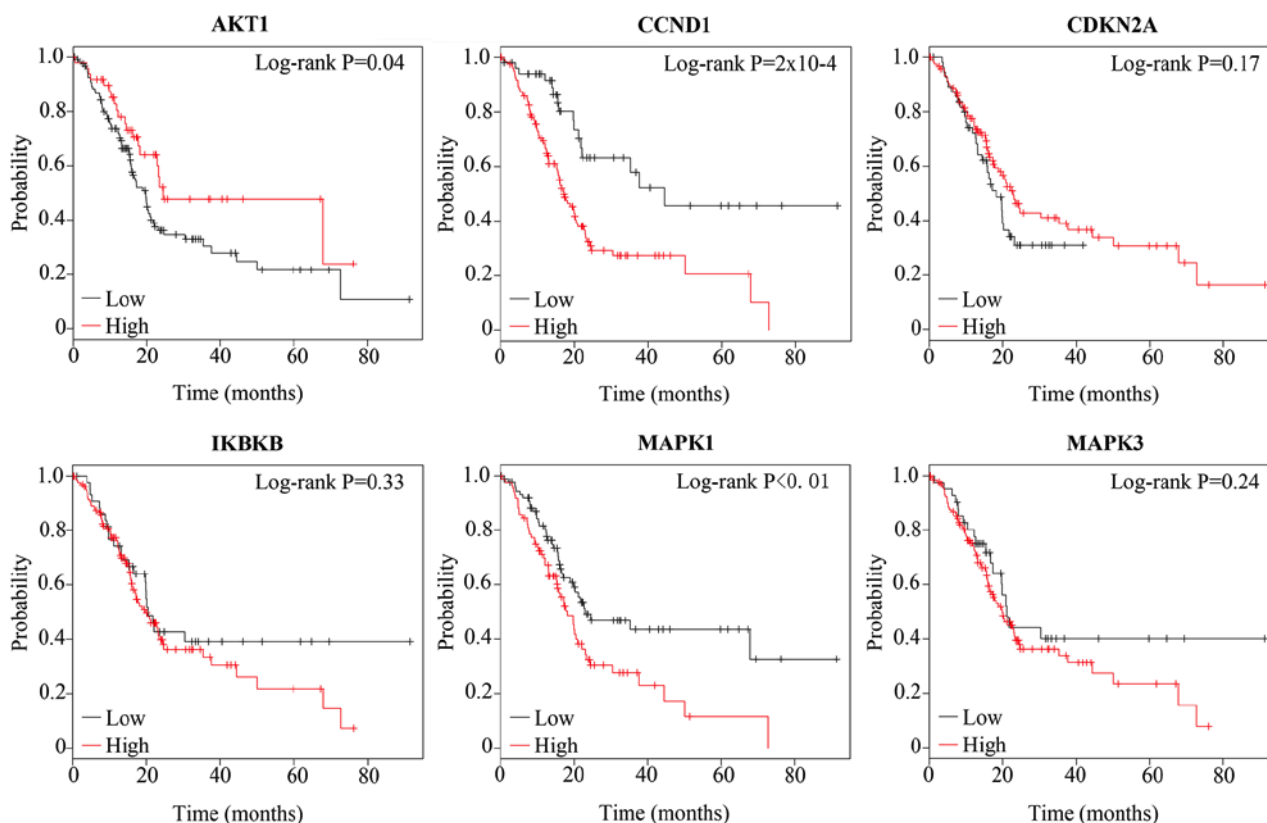 AKT1
Log-rank P=0.04
Probability
1.0
0.8
0.6
0.4
0.2
0
Low
High
0
20
40
60
80
Time (months)
CCND1
Log-rank P=2x10-4
Probability
1.0
0.8
0.6
0.4
0.2
0
Low
High
0
20
40
60
80
Time (months)
CDKN2A
Log-rank P=0.17
Probability
1.0
0.8
0.6
0.4
0.2
0
Low
High
0
20
40
60
80
Time (months)
IKBKB
Log-rank P=0.33
Probability
1.0
0.8
0.6
0.4
0.2
0
Low
High
0
20
40
60
80
Time (months)
MAPK1
Log-rank P<0. 01
Probability
1.0
0.8
0.6
0.4
0.2
0
Low
High
0
20
40
60
80
Time (months)
MAPK3
Log-rank P=0.24
Probability
1.0
0.8
0.6
0.4
0.2
0
Low
High
0
20
40
60
80
Time (months)